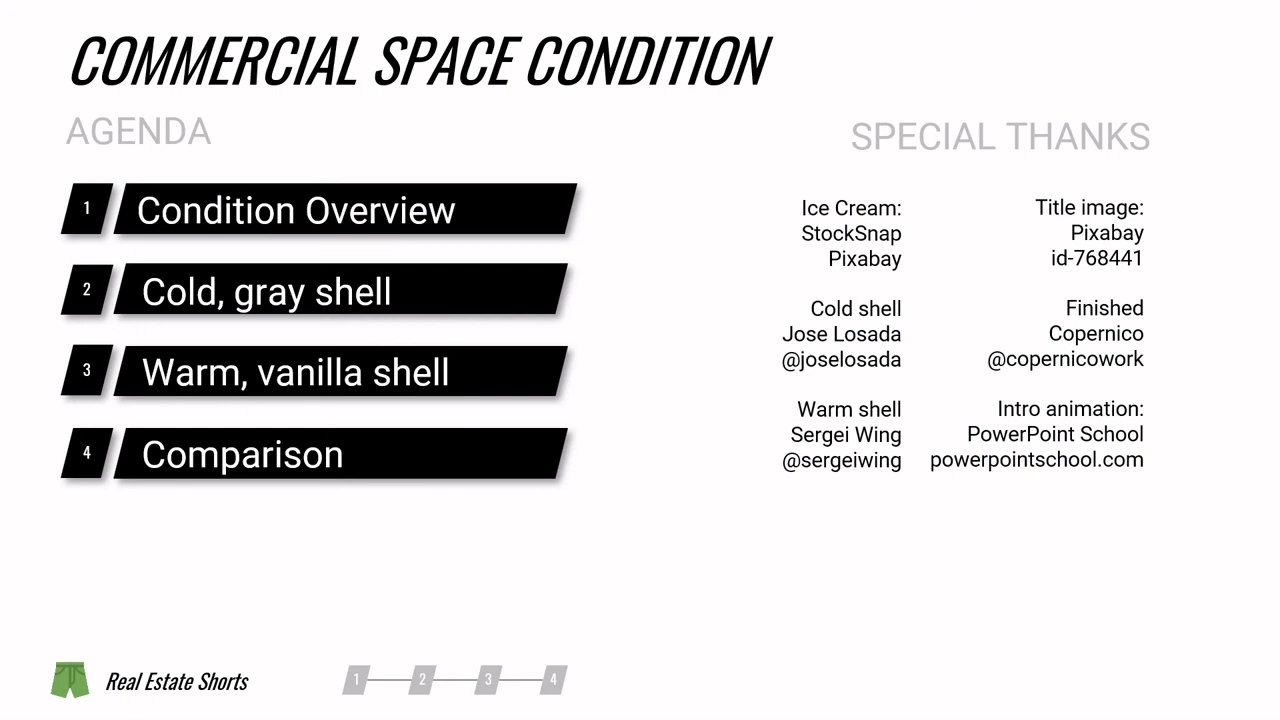 COMMERCIAL SPACE CONDITION
AGENDA
1 Condition Overview
2 Cold, gray shell
3 Warm, vanilla shell
4 Comparison
SPECIAL THANKS
Ice Cream:
StockSnap
Pixabay
Cold shell
Jose Losada
@joselosada
Warm shell
Sergei Wing
@sergeiwing
Title image:
Pixabay
id-768441
Finished
Copernico
@copernicowork
Intro animation:
PowerPoint School
powerpointschool.com
Real Estate Shorts
1 2 3 4